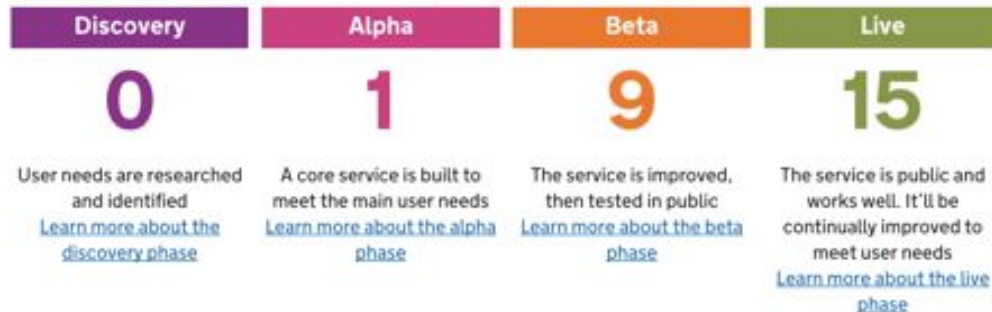 Discovery
0
User needs are researched
and identified
Learn more about the
discovery phase
Alpha
1
A core service is built to
meet the main user needs
Learn more about the alpha
phase
Beta
9
The service is improved,
then tested in public
Learn more about the beta
phase
Live
15
The service is public and
works well. It'll be
continually improved to
meet user needs
Learn more about the live
phase